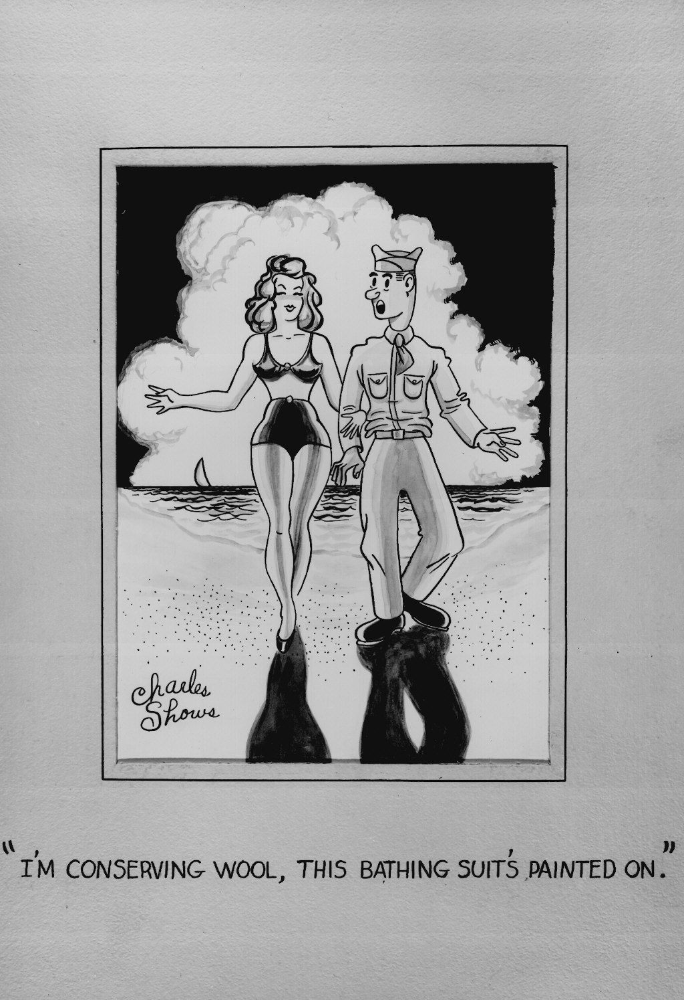 Charles
Shows
"I'M CONSERVING WOOL, THIS BATHING SUIT'S PAINTED ON."